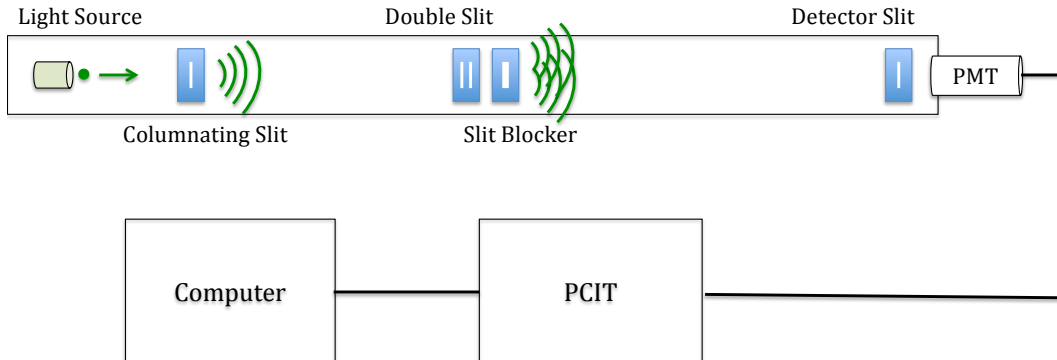 Light Source
Double Slit
Detector Slit
PMT
Columnating Slit
Slit Blocker
Computer
PCIT